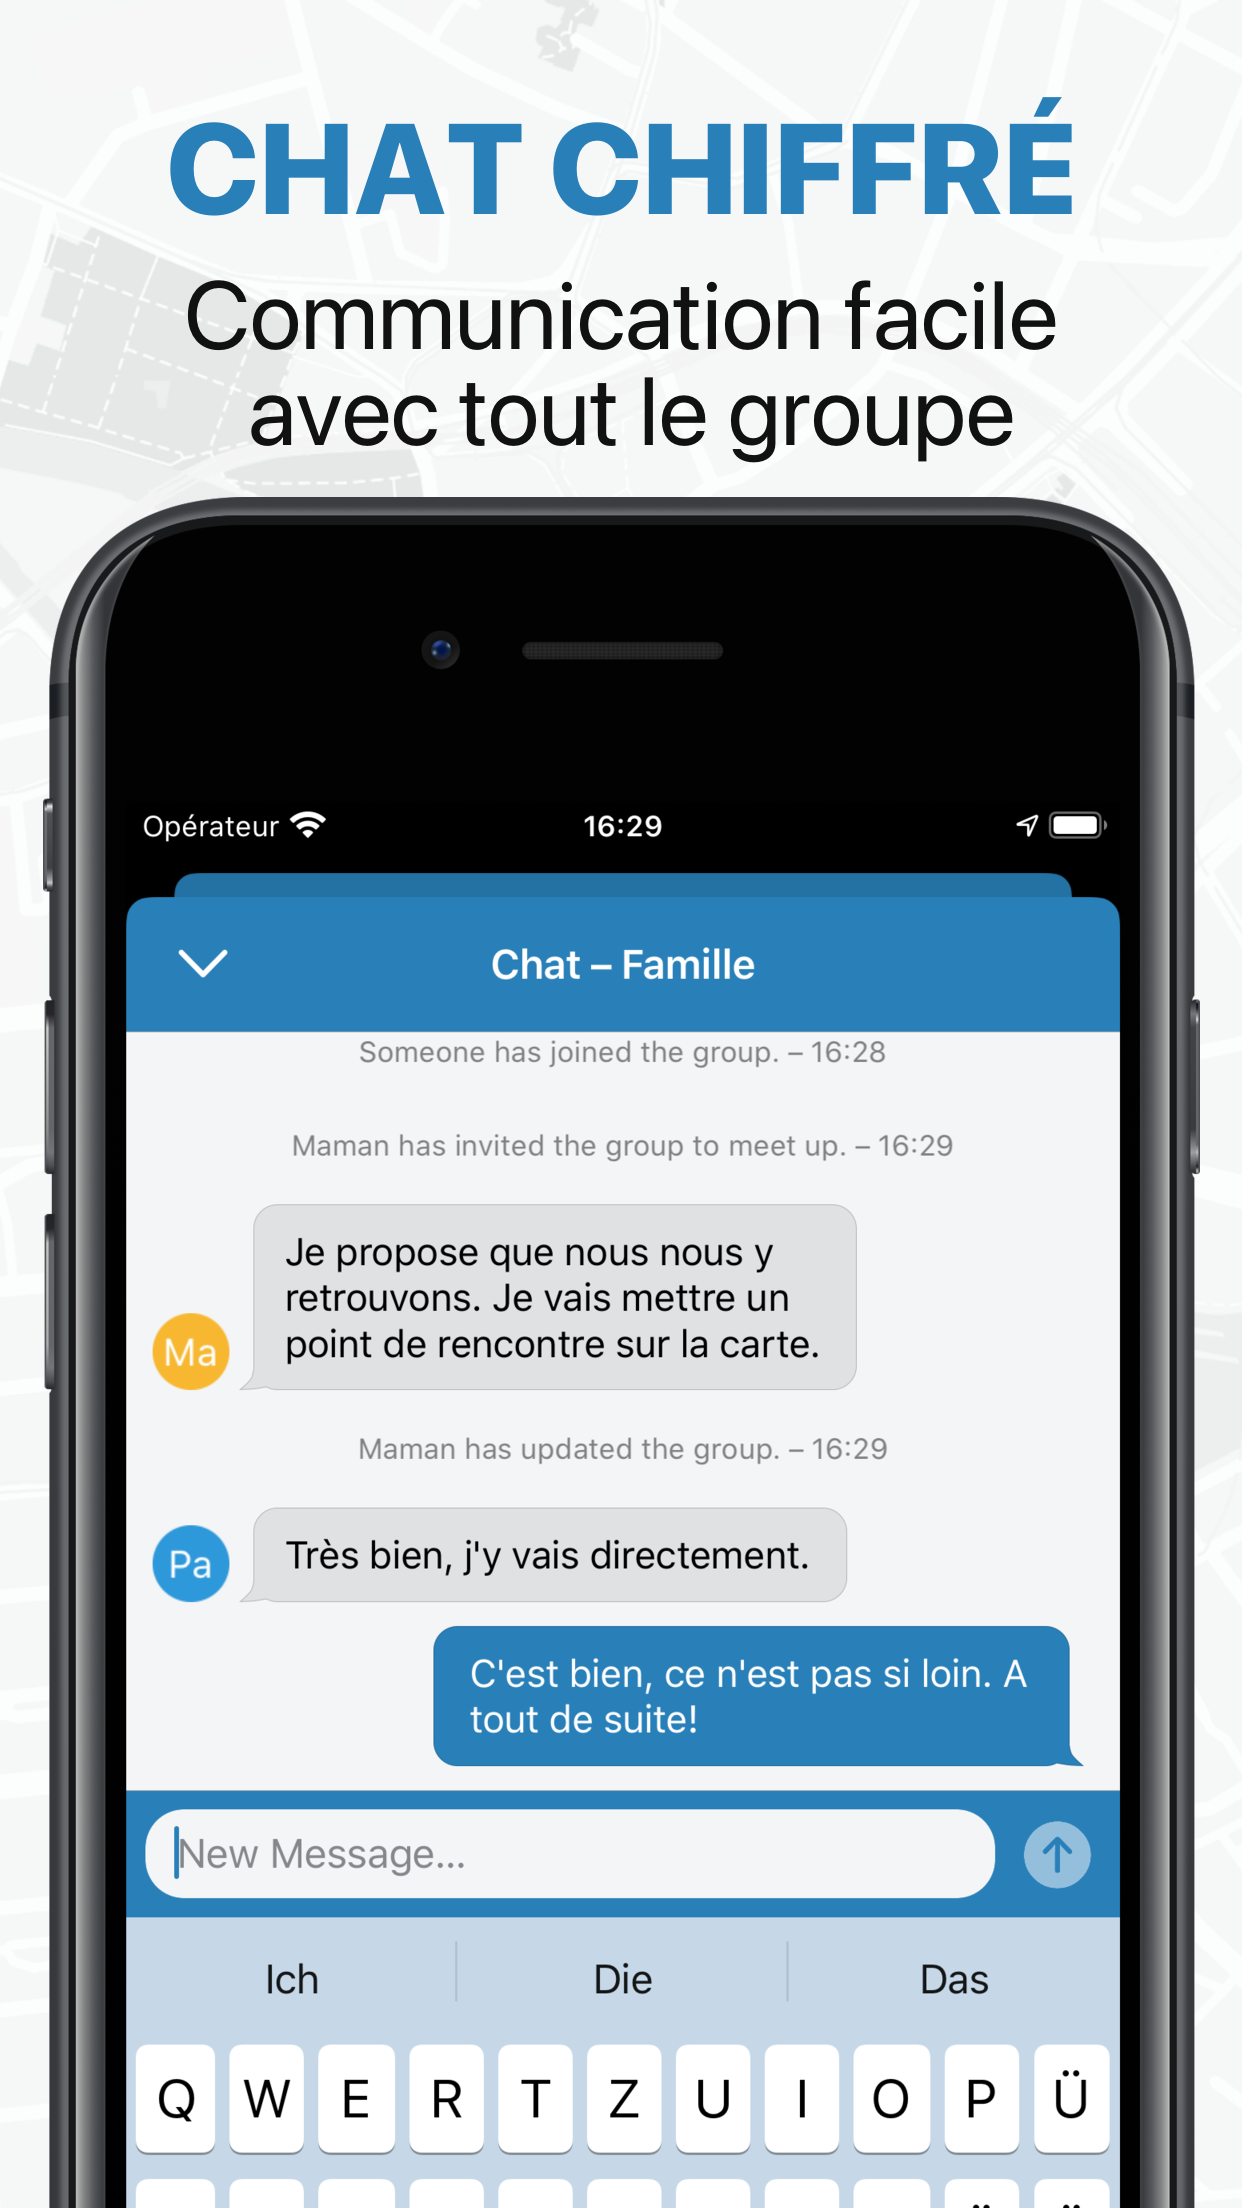 CHAT CHIFFRÉ
Communication facile
avec tout le groupe
Opérateur 16:29
Chat – Famille
Someone has joined the group. – 16:28
Maman has invited the group to meet up. – 16:29
Je propose que nous nous y
retrouvons. Je vais mettre un
point de rencontre sur la carte.
Ma
Maman has updated the group. – 16:29
Pa
Très bien, j'y vais directement.
C'est bien, ce n'est pas si loin. A
tout de suite!
New Message...
Ich Die Das
Q W E R T Z U I O P Ü